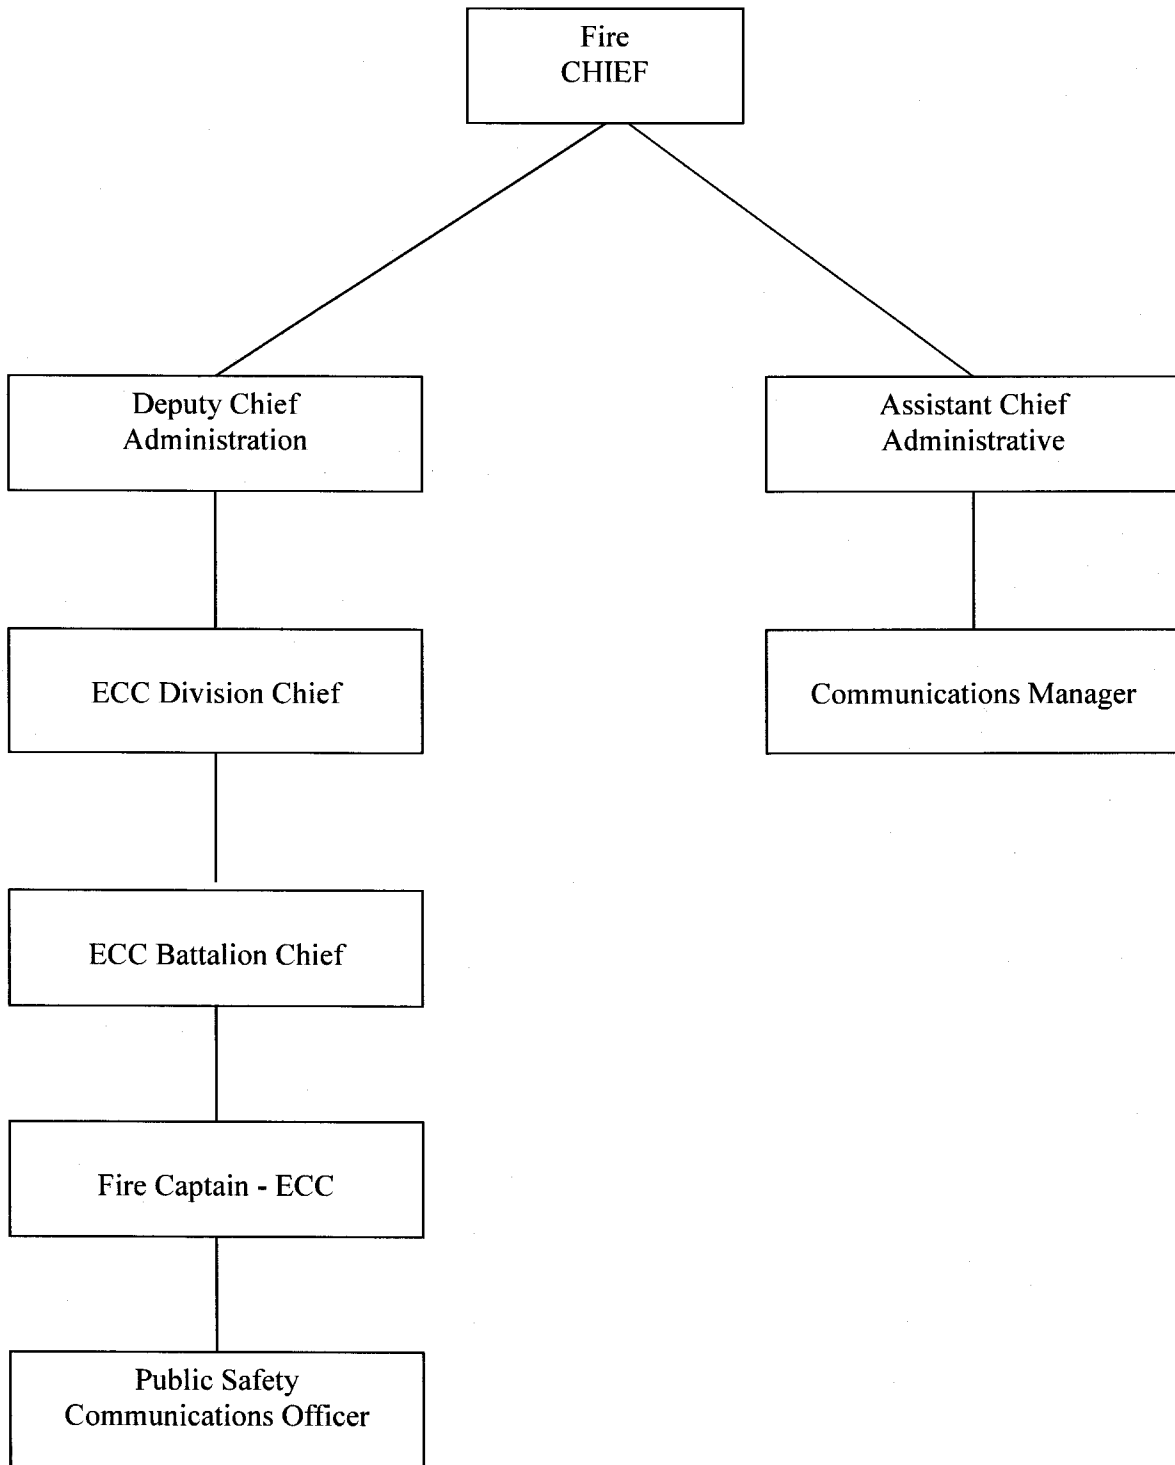 Fire
CHIEF
Deputy Chief
Administration
Assistant Chief
Administrative
ECC Division Chief
Communications Manager
ECC Battalion Chief
Fire Captain - ECC
Public Safety
Communications Officer